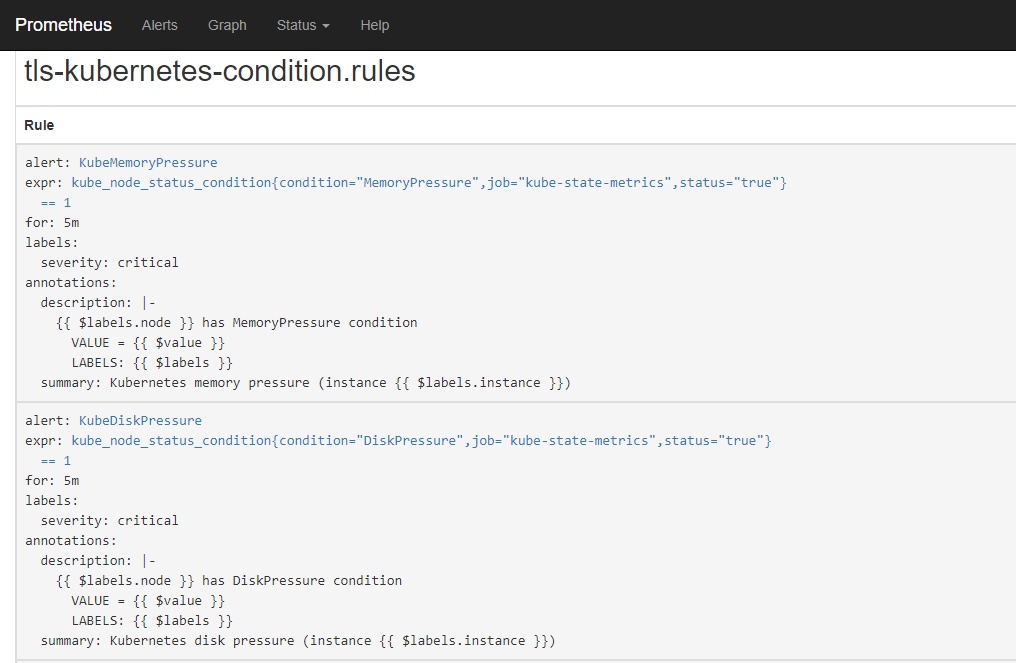 Prometheus Alerts Graph Status Help
tls-kubernetes-condition.rules
Rule
alert: KubeMemoryPressure
expr: kube_node_status_condition{condition="MemoryPressure",job="kube-state-metrics",status="true"}
  == 1
for: 5m
labels:
  severity: critical
annotations:
  description: |-
    {{ $labels.node }} has MemoryPressure condition
      VALUE = {{ $value }}
      LABELS: {{ $labels }}
  summary: Kubernetes memory pressure (instance {{ $labels.instance }})
alert: KubeDiskPressure
expr: kube_node_status_condition{condition="DiskPressure",job="kube-state-metrics",status="true"}
  == 1
for: 5m
labels:
  severity: critical
annotations:
  description: |-
    {{ $labels.node }} has DiskPressure condition
      VALUE = {{ $value }}
      LABELS: {{ $labels }}
  summary: Kubernetes disk pressure (instance {{ $labels.instance }})